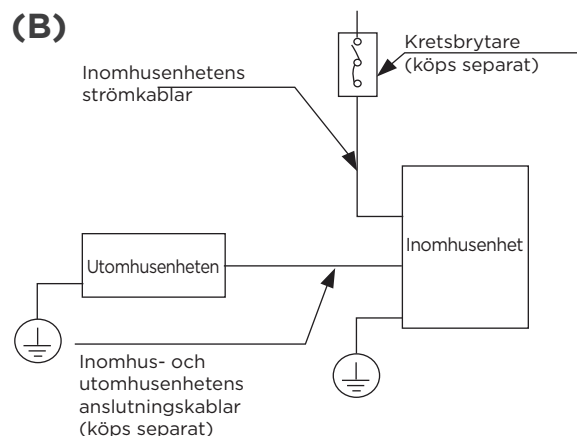 (B)
Kretsbrytare
(köps separat)
Inomhusenhetens
strömkablar
Inomhusenhet
Utomhusenheten
Inomhus- och
utomhusenhetens
anslutningskablar
(köps separat)